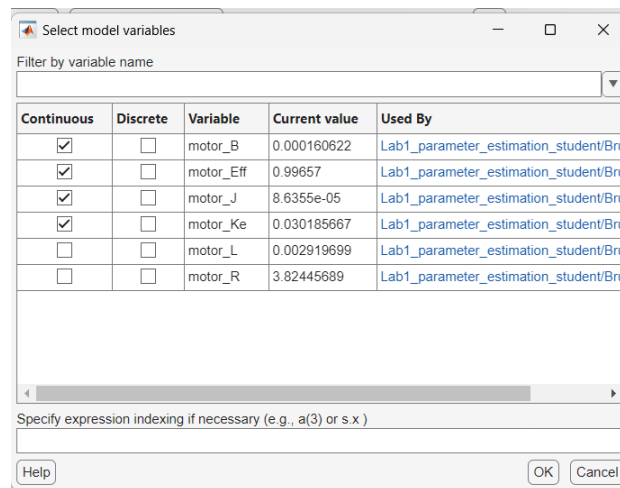 Select model variables
Filter by variable name
Continuous Discrete Variable Current value Used By
motor_B 0.000160622 Lab1_parameter_estimation_student/Bru
motor_Eff 0.99657 Lab1_parameter_estimation_student/Bru
motor_J 8.6355e-05 Lab1_parameter_estimation_student/Bru
motor_Ke 0.030185667 Lab1_parameter_estimation_student/Bru
motor_L 0.002919699 Lab1_parameter_estimation_student/Bru
motor_R 3.82445689 Lab1_parameter_estimation_student/Bru
Specify expression indexing if necessary (e.g., a(3) or s.x )
Help OK Cancel